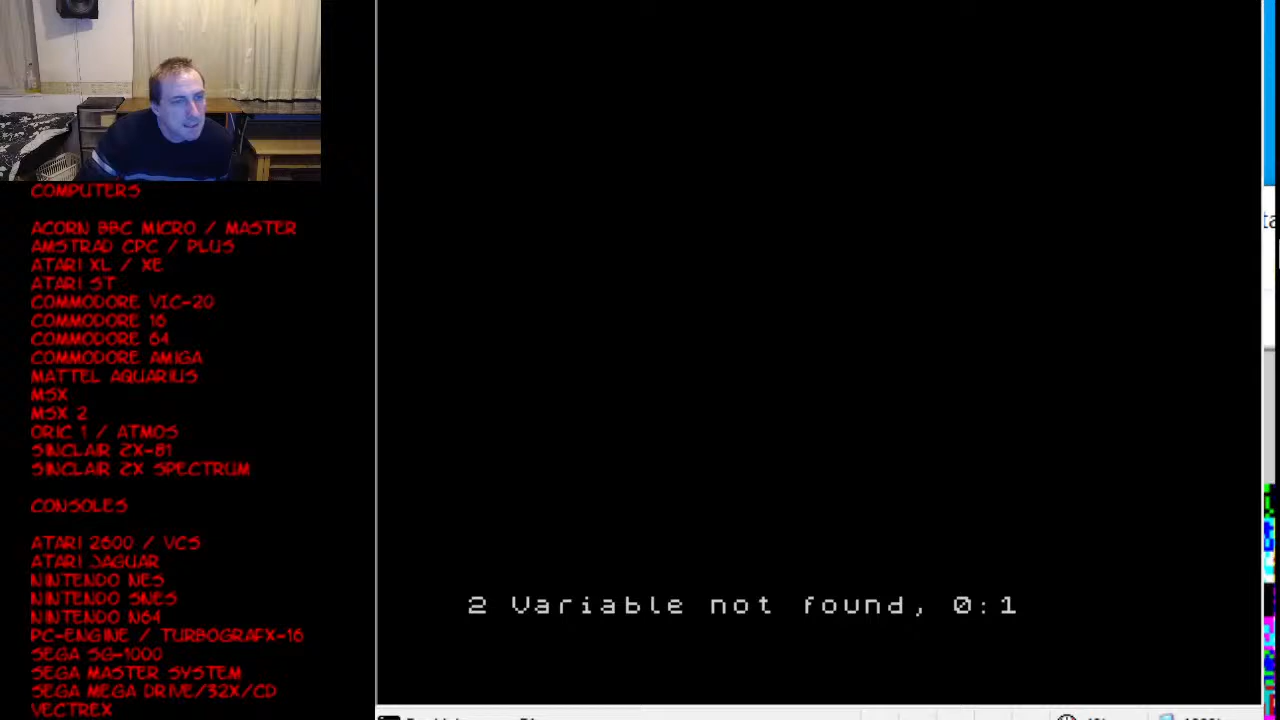 COMPUTERS
ACORN BBC MICRO / MASTER
AMSTRAD CPC / PLUS
ATARI XL / XE
ATARI ST
COMMODORE VIC-20
COMMODORE 16
COMMODORE 64
COMMODORE AMIGA
MATTEL AQUARIUS
MSX
MSX 2
ORIC 1 / ATMOS
SINCLAIR ZX-81
SINCLAIR ZX SPECTRUM
CONSOLES
ATARI 2600 / VCS
ATARI JAGUAR
NINTENDO NES
NINTENDO SNES
NINTENDO N64
PC-ENGINE / TURBOGRAFX-16
SEGA SG-1000
SEGA MASTER SYSTEM
SEGA MEGA DRIVE/32X/CD
VECTREX
2 Variable not found, 0:1